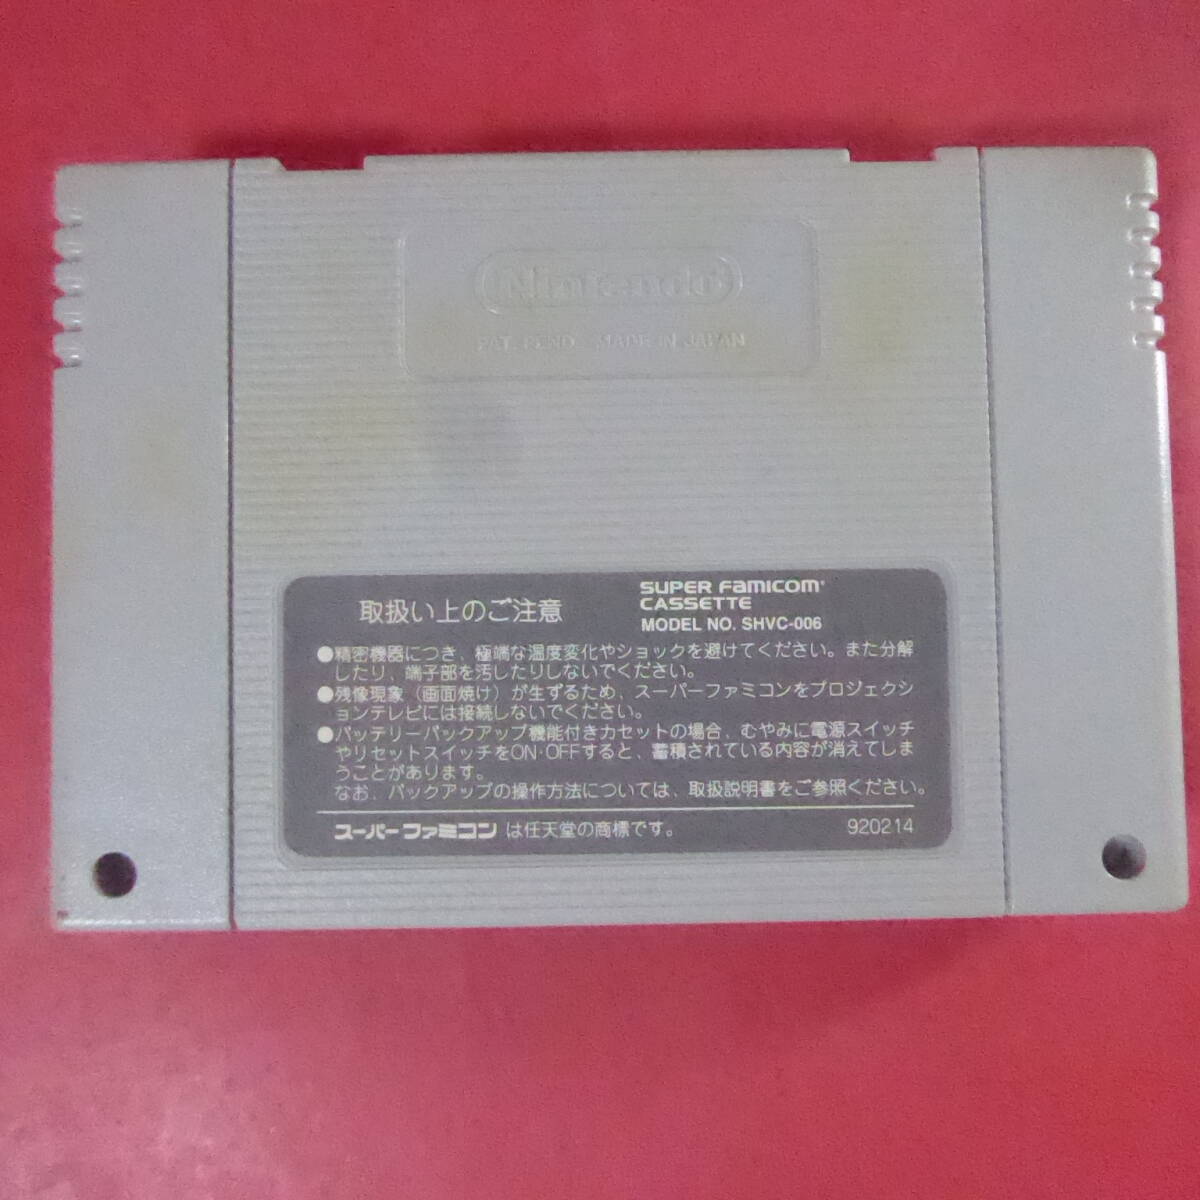 Nintendo
PAT. PEND. MADE IN JAPAN
取扱い上のご注意
SUPER FAMICOM
CASSETTE
MODEL NO. SHVC-006
●精密機器につき、極端な温度変化やショックを避けてください。また分解
したり、端子部を汚したりしないでください。
●残像現象（画面焼け）が生ずるため、スーパーファミコンをプロジェクシ
ョンテレビには接続しないでください。
●バッテリーバックアップ機能付きカセットの場合、むやみに電源スイッチ
やリセットスイッチをON·OFFすると、蓄積されている内容が消えてしま
うことがあります。
なお、バックアップの操作方法については、取扱説明書をご参照ください。
スーパーファミコン は任天堂の商標です。
920214